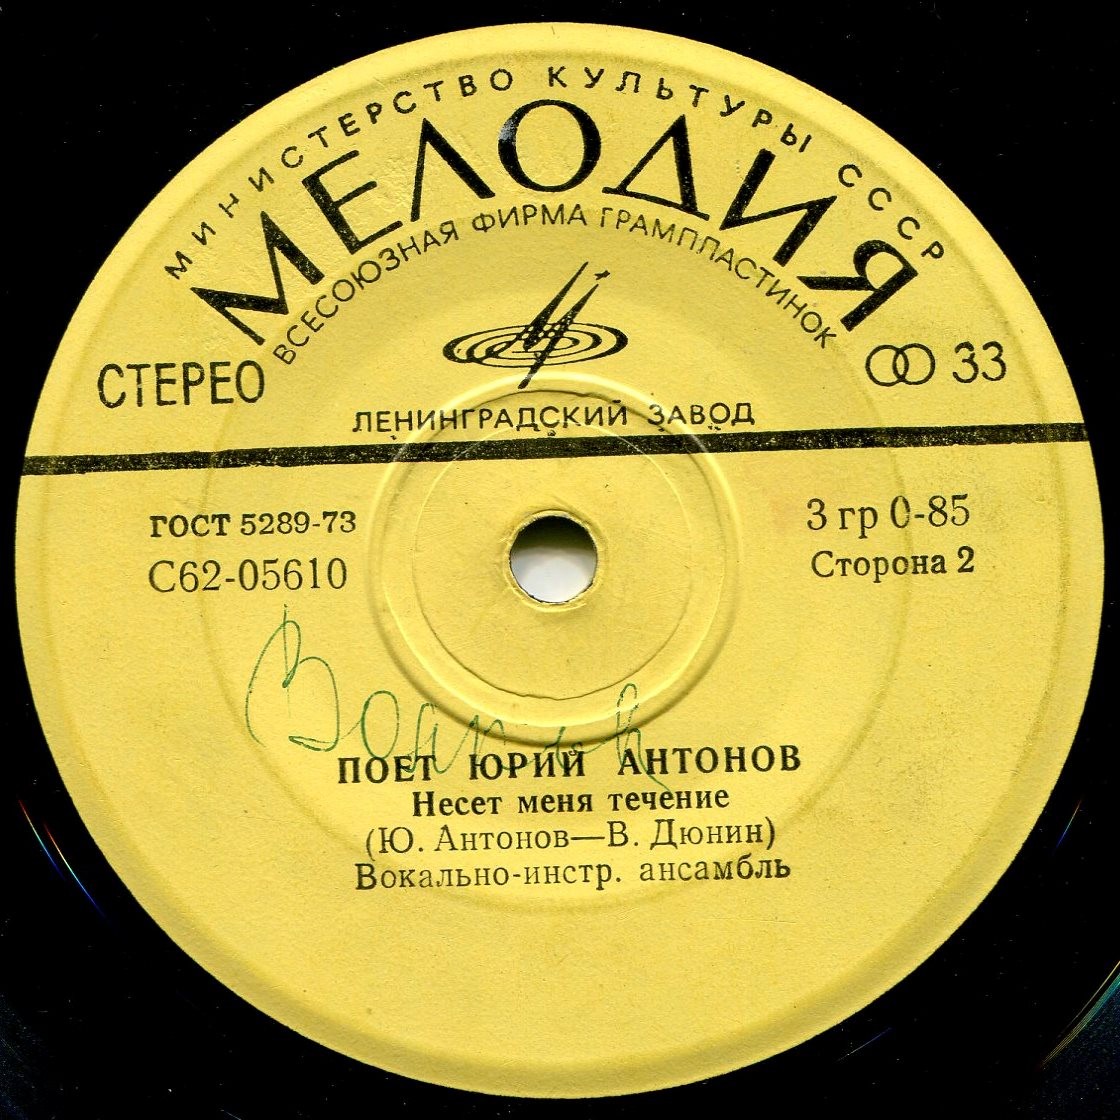 МИНИСТЕРСТВО КУЛЬТУРЫ СССР
МЕЛОДИЯ
ВСЕСОЮЗНАЯ ФИРМА ГРАМПЛАСТИНОК
СТЕРЕО
33
ЛЕНИНГРАДСКИЙ ЗАВОД
ГОСТ 5289-73
3 гр 0-85
С62-05610
Сторона 2
ПОЕТ ЮРИЙ АНТОНОВ
Несет меня течение
(Ю. Антонов—В. Дюнин)
Вокально-инстр. ансамбль